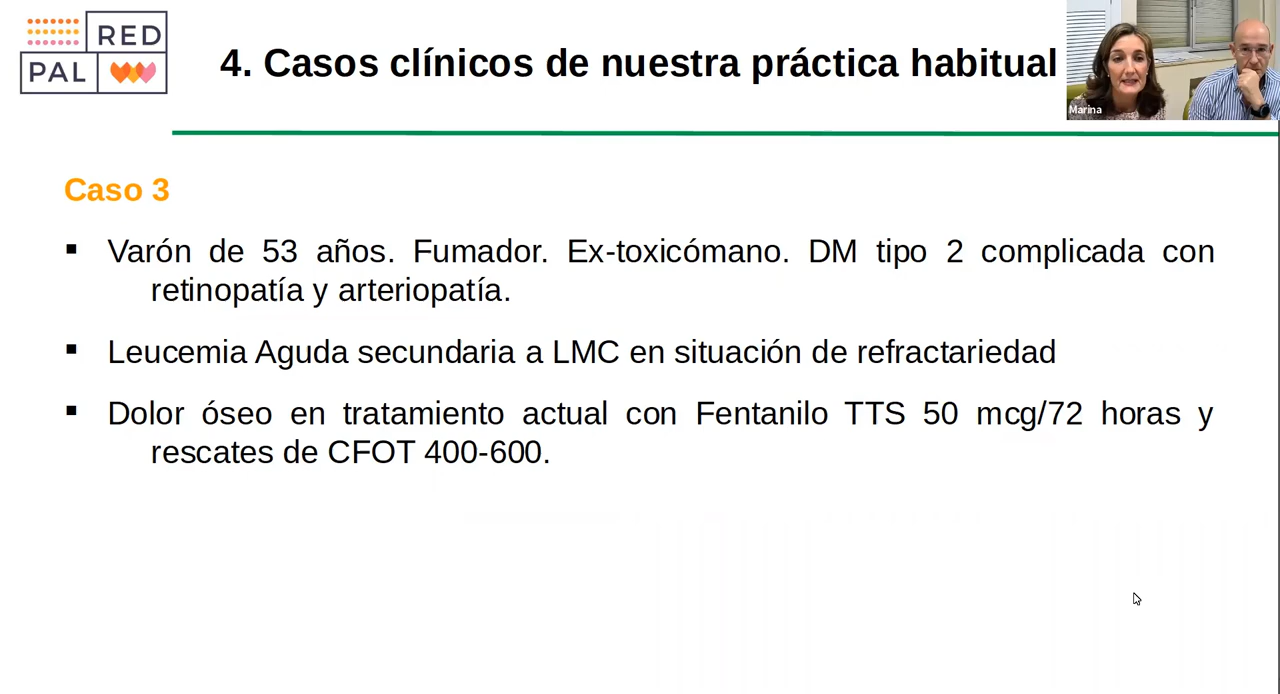 RED
PAL
4. Casos clínicos de nuestra práctica habitual
Marina
Caso 3
▪ Varón de 53 años. Fumador. Ex-toxicómano. DM tipo 2 complicada con
retinopatía y arteriopatía.
▪ Leucemia Aguda secundaria a LMC en situación de refractariedad
▪ Dolor óseo en tratamiento actual con Fentanilo TTS 50 mcg/72 horas y
rescates de CFOT 400-600.